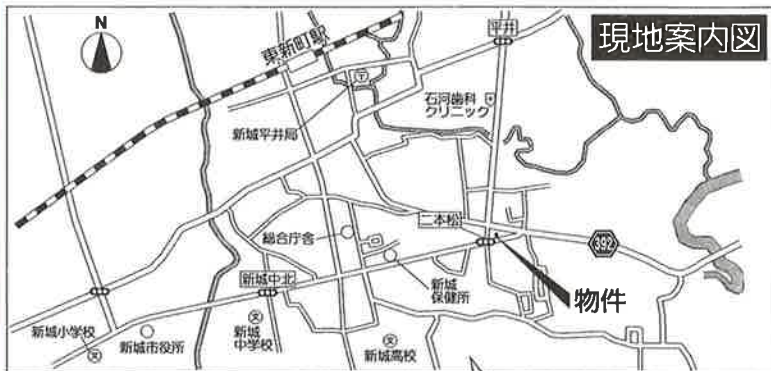 現地案内図
N
東新町駅
平井
〒
石河歯科
クリニック
新城平井局
二本松
総合庁舎
392
新城中北
新城
保健所
物件
新城小学校
文
新城市役所
文
新城
中学校
文
新城高校